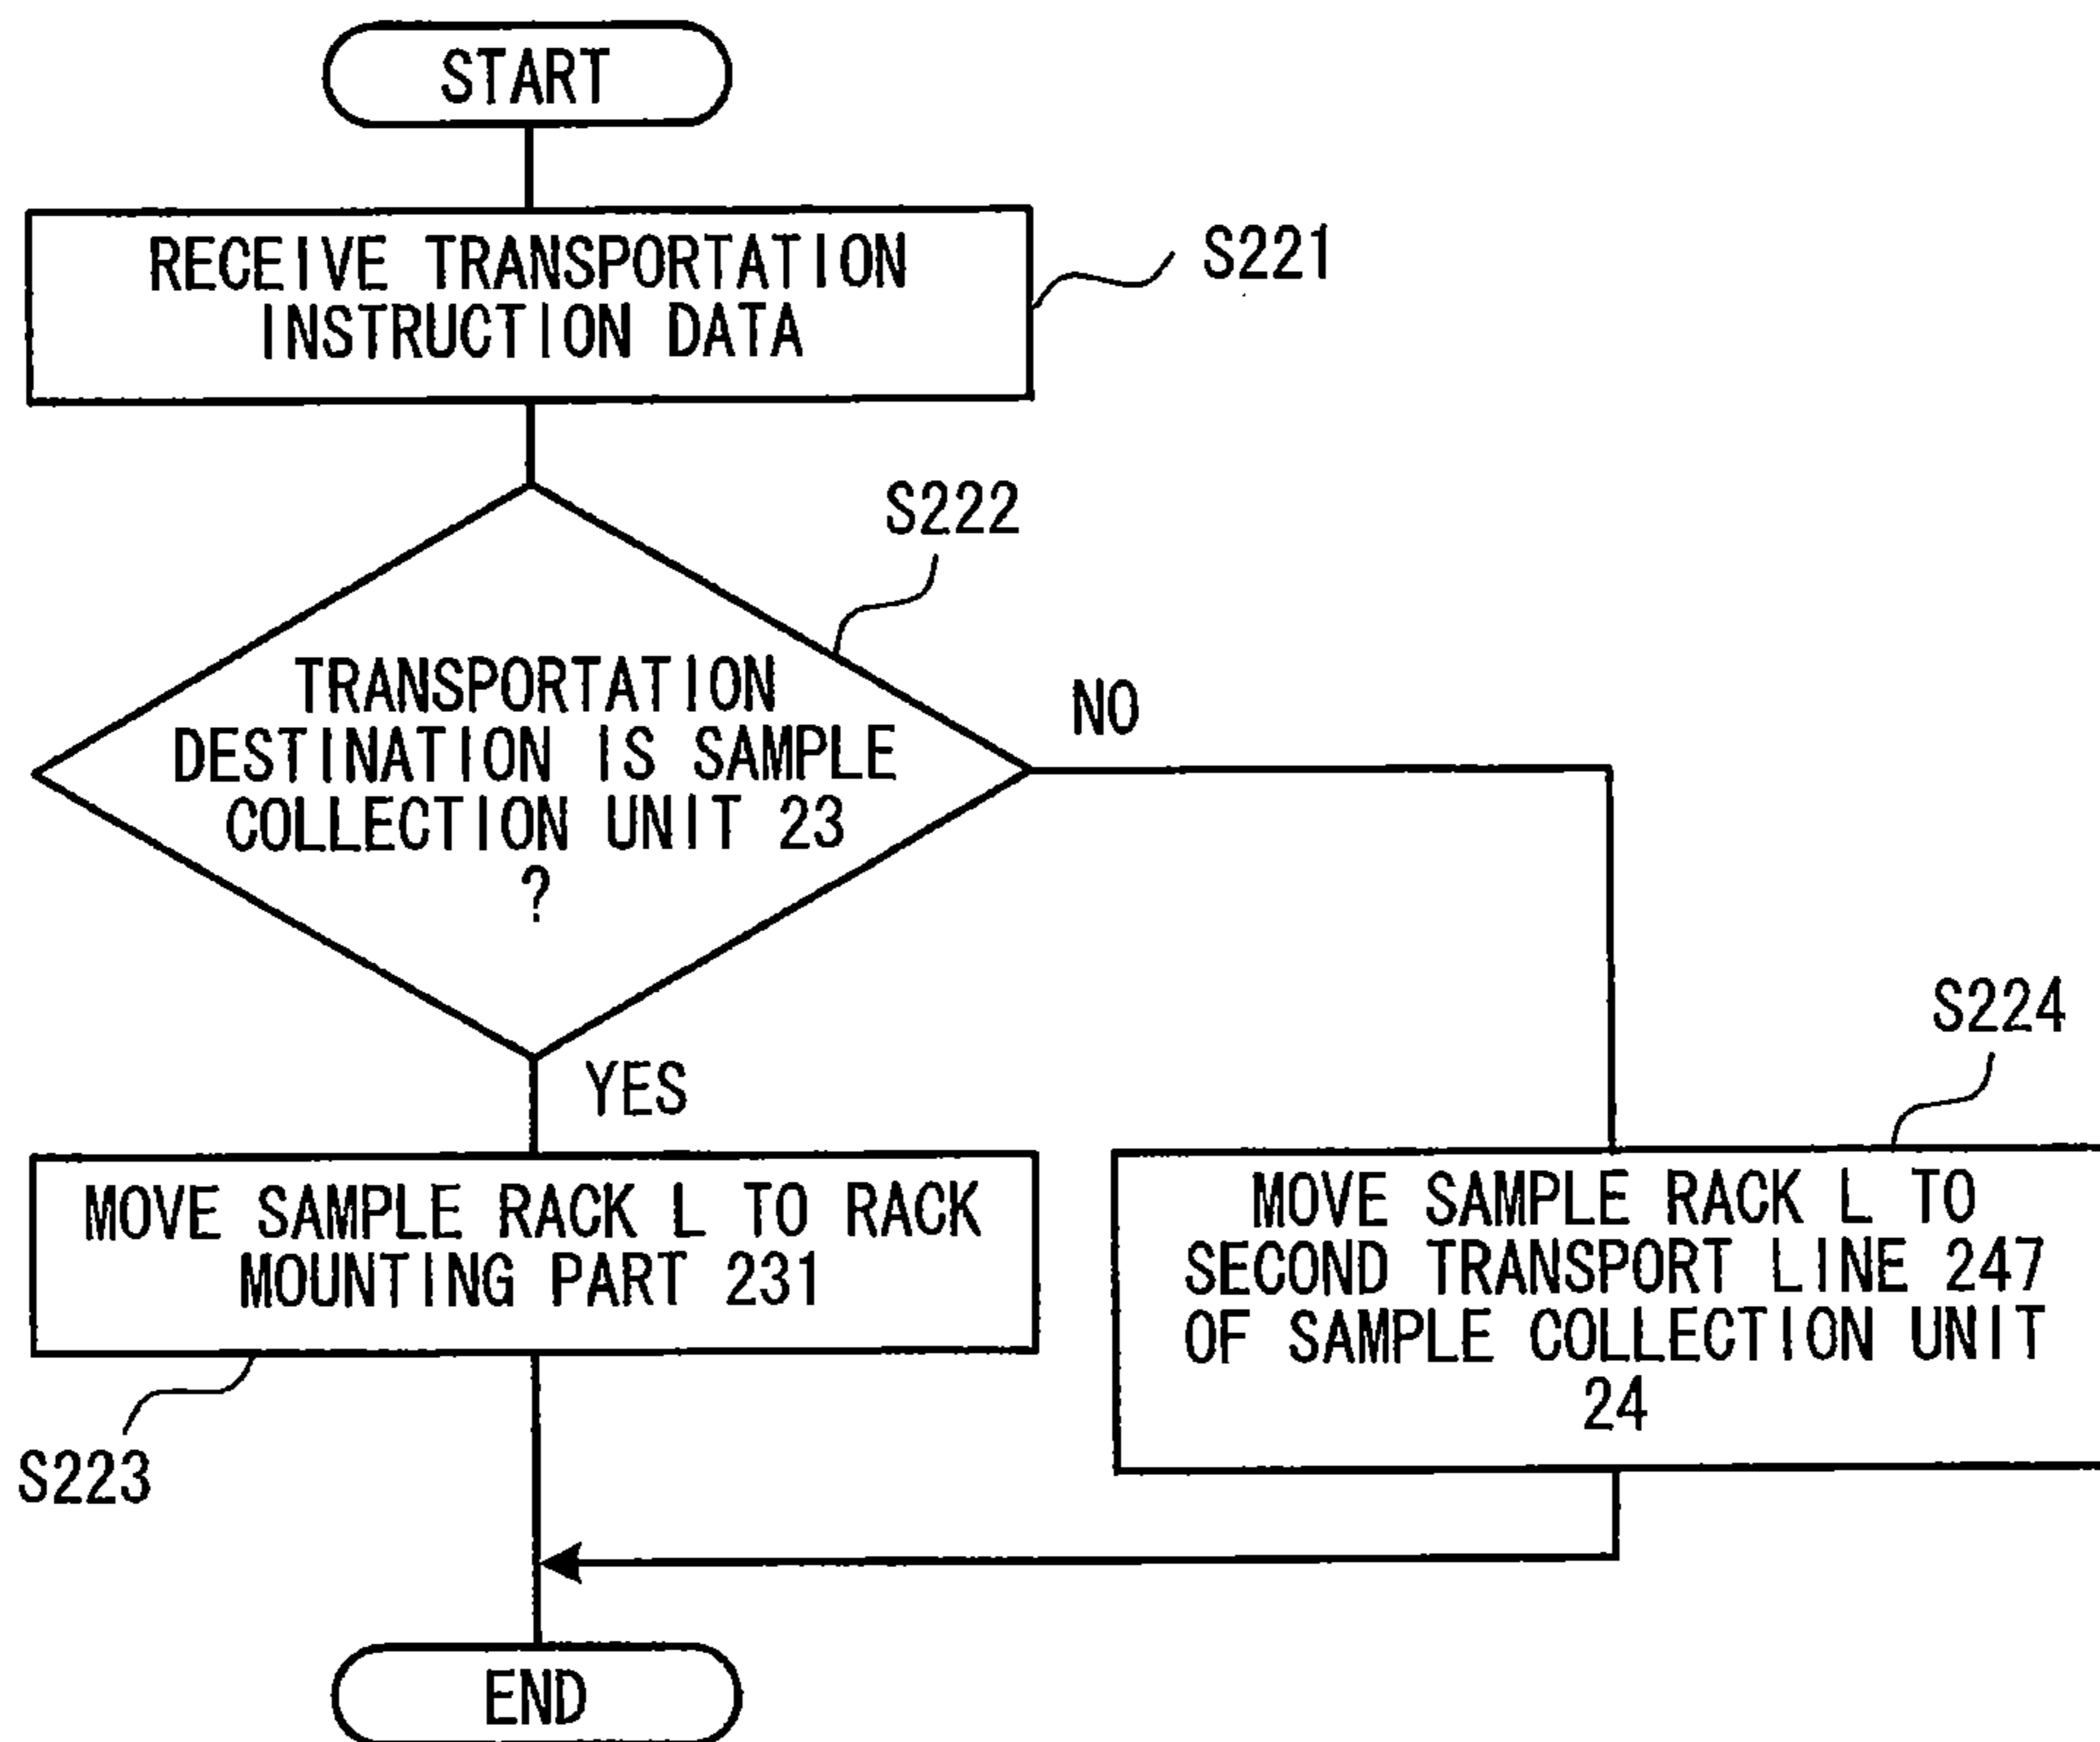 START
RECEIVE TRANSPORTATION
INSTRUCTION DATA
S221
S222
TRANSPORTATION
DESTINATION IS SAMPLE
COLLECTION UNIT 23
?
NO
YES
MOVE SAMPLE RACK L TO RACK
MOUNTING PART 231
S223
S224
MOVE SAMPLE RACK L TO
SECOND TRANSPORT LINE 247
OF SAMPLE COLLECTION UNIT
24
END